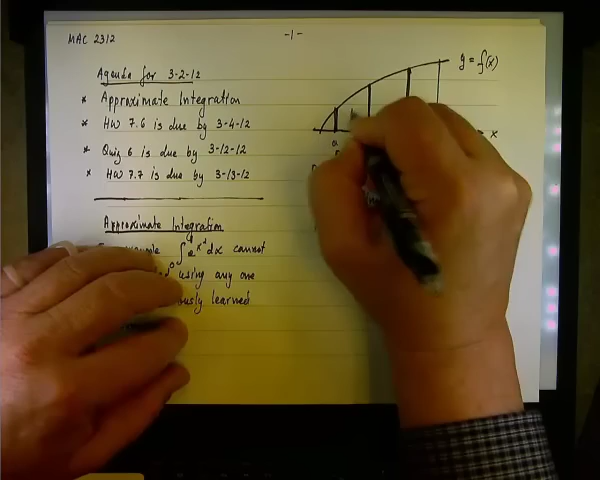 MAC 2312
-1-
Agenda for 3-2-12
* Approximate Integration
* HW 7.6 is due by 3-4-12
* Quiz 6 is due by 3-12-12
* HW 7.7 is due by 3-13-12
Approximate Integration
∫ e^x² dx cannot
using any one
learned
y = f(x)
x
a